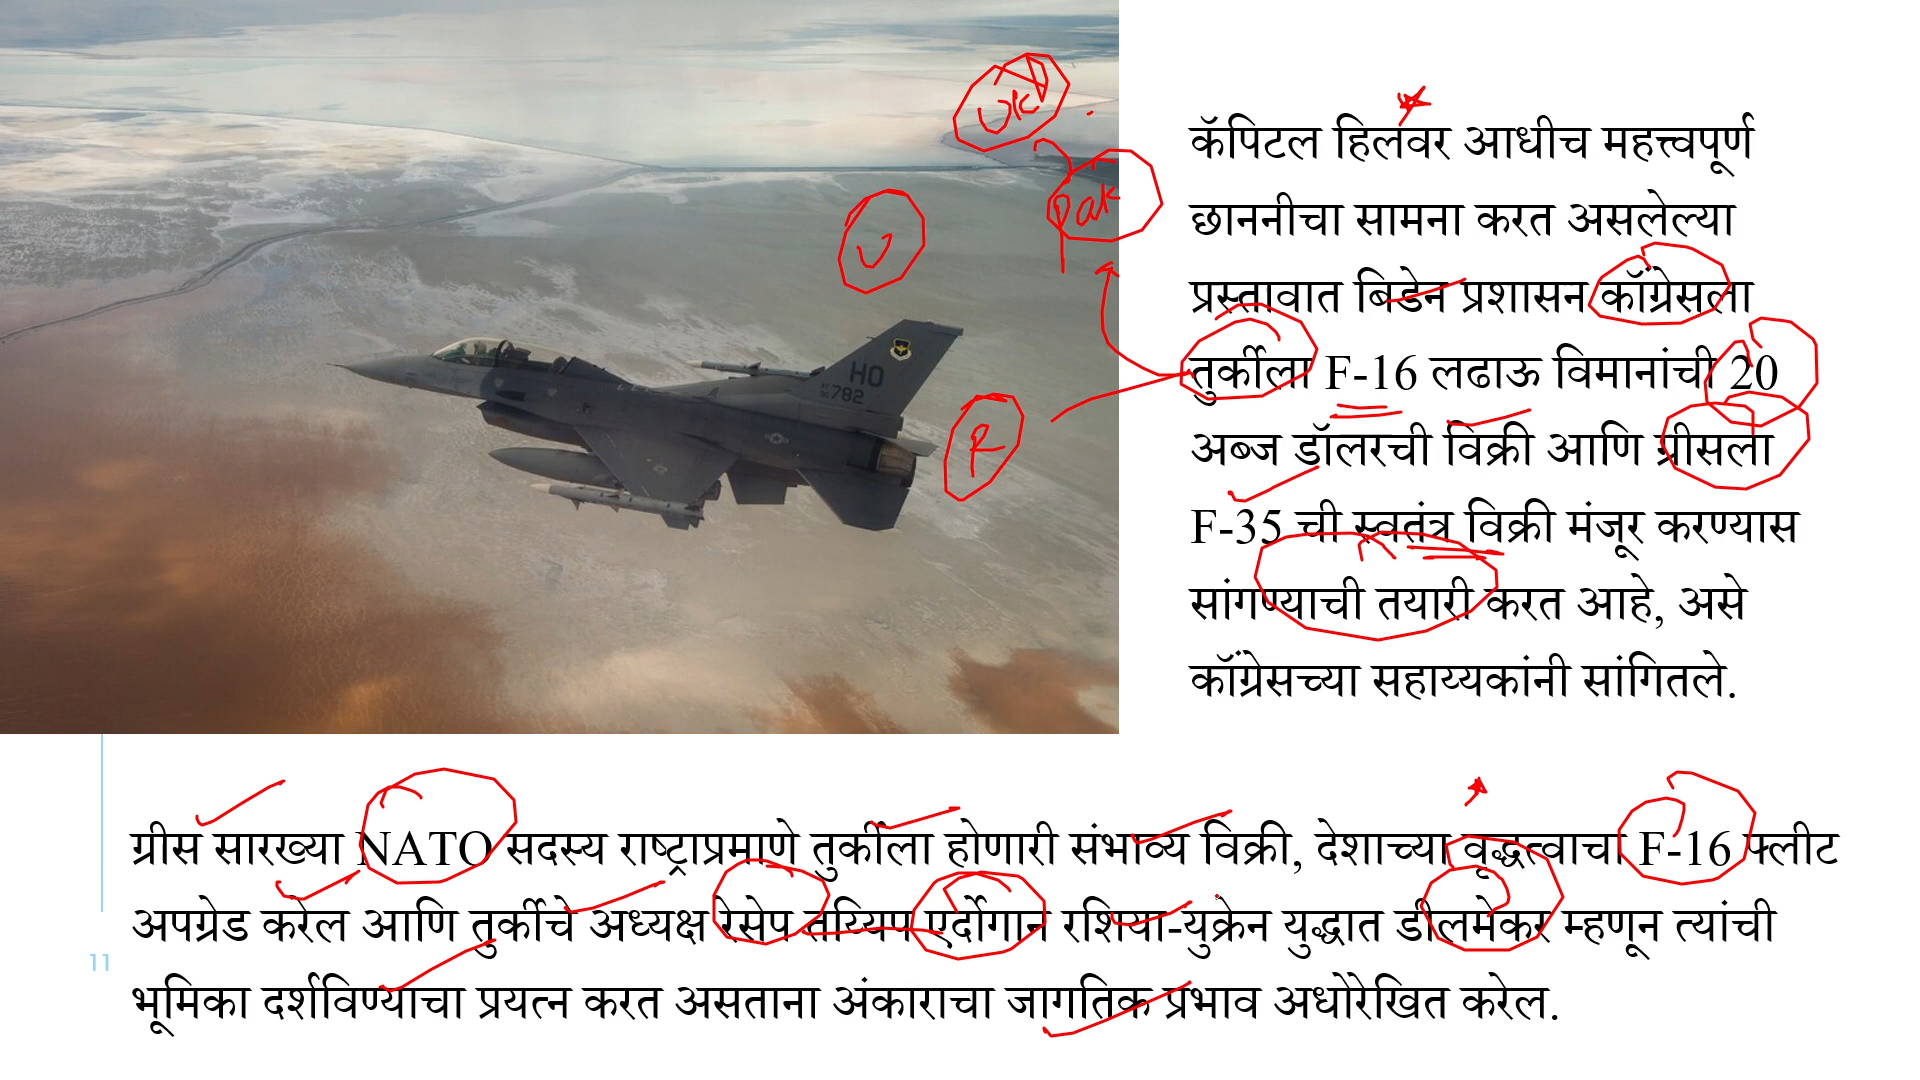 UK
Pak
U
R
HO
782
कॅपिटल हिलवर आधीच महत्त्वपूर्ण
छाननीचा सामना करत असलेल्या
प्रस्तावात बिडेन प्रशासन काँग्रेसला
तुर्कीला F-16 लढाऊ विमानांची 20
अब्ज डॉलरची विक्री आणि ग्रीसला
F-35 ची स्वतंत्र विक्री मंजूर करण्यास
सांगण्याची तयारी करत आहे, असे
काँग्रेसच्या सहाय्यकांनी सांगितले.
ग्रीस सारख्या NATO सदस्य राष्ट्राप्रमाणे तुर्कीला होणारी संभाव्य विक्री, देशाच्या वृद्धत्वाचा F-16 फ्लीट
अपग्रेड करेल आणि तुर्कीचे अध्यक्ष रेसेप तय्यिप एर्दोगान रशिया-युक्रेन युद्धात डीलमेकर म्हणून त्यांची
भूमिका दर्शविण्याचा प्रयत्न करत असताना अंकाराचा जागतिक प्रभाव अधोरेखित करेल.
11